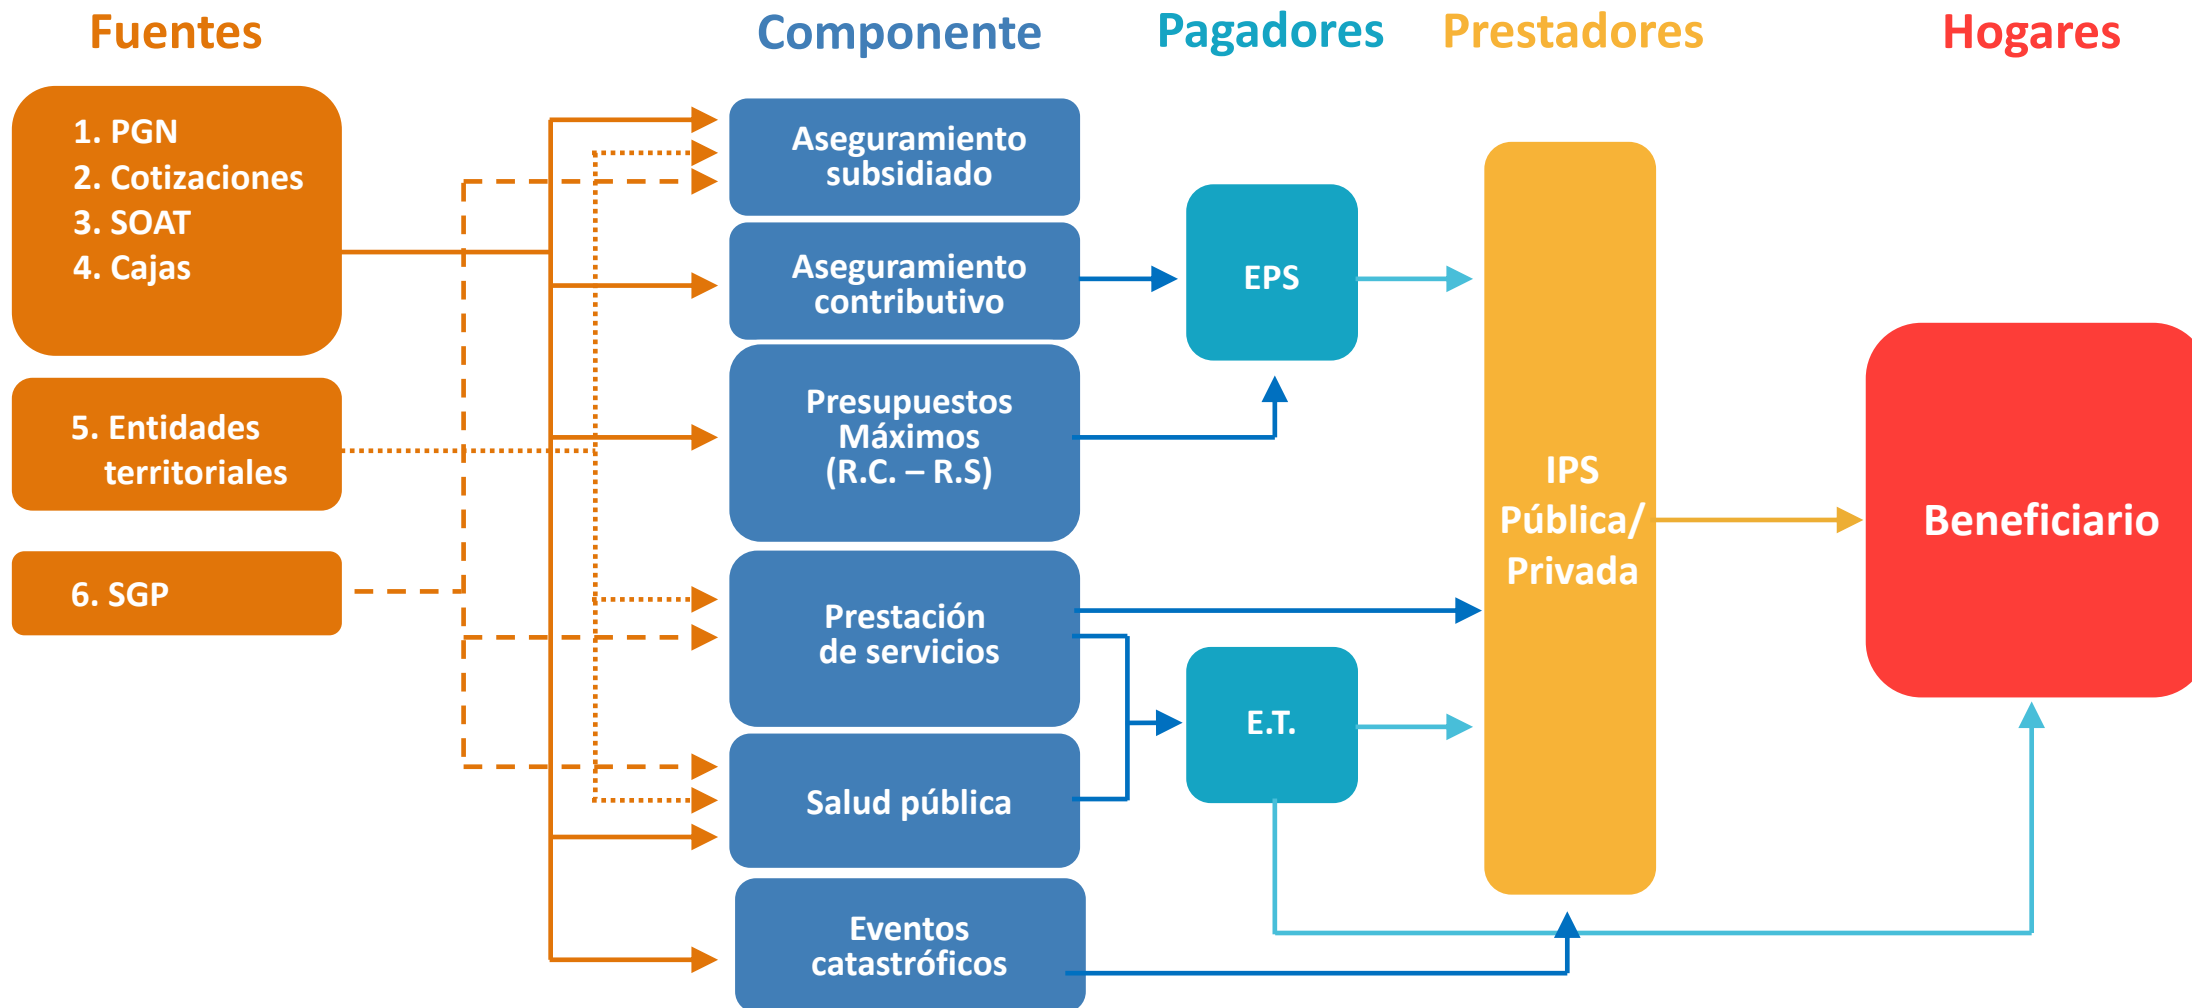 Fuentes
Componente
Pagadores
Prestadores
Hogares
1. PGN
2. Cotizaciones
3. SOAT
4. Cajas
5. Entidades
territoriales
6. SGP
Aseguramiento
subsidiado
Aseguramiento
contributivo
Presupuestos
Máximos
(R.C. – R.S)
Prestación
de servicios
Salud pública
Eventos
catastróficos
EPS
E.T.
IPS
Pública/
Privada
Beneficiario